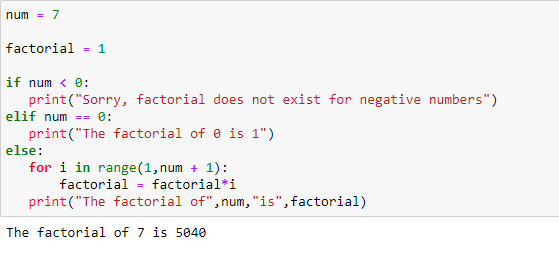 num = 7
factorial = 1
if num < 0:
print("Sorry, factorial does not exist for negative numbers")
elif num == 0:
print("The factorial of 0 is 1")
else:
for i in range(1,num + 1):
factorial = factorial*i
print("The factorial of",num,"is",factorial)
The factorial of 7 is 5040